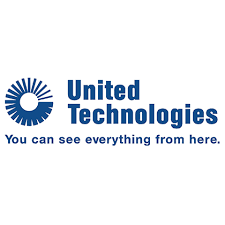 United
Technologies
You can see everything from here.